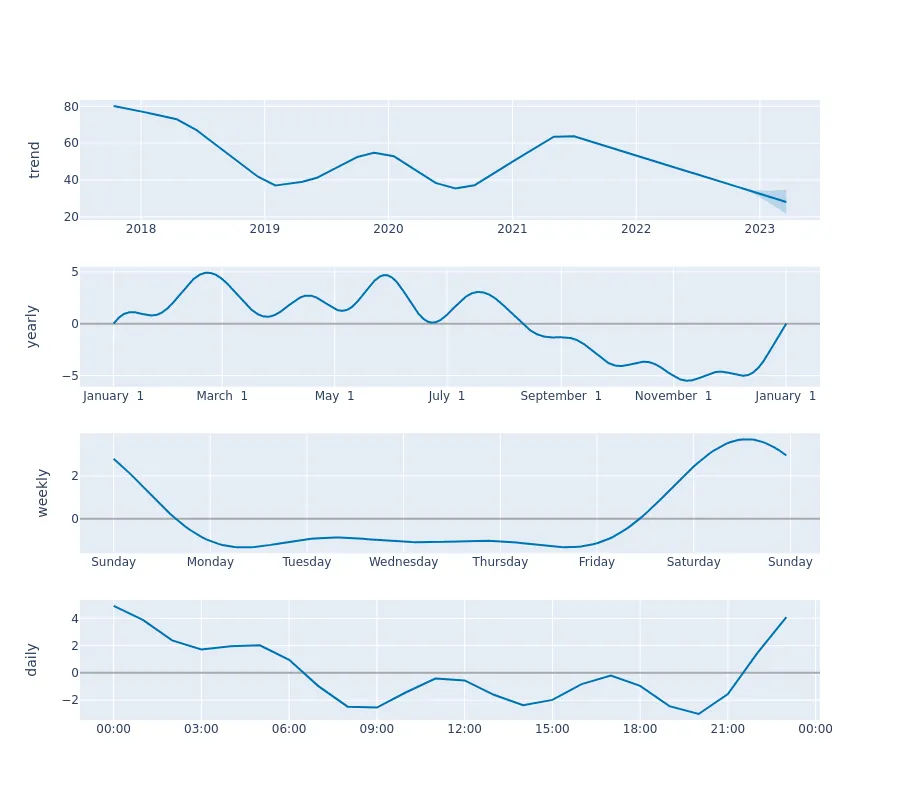 trend
80
60
40
20
2018 2019 2020 2021 2022 2023
yearly
5
0
−5
January 1 March 1 May 1 July 1 September 1 November 1 January 1
weekly
2
0
Sunday Monday Tuesday Wednesday Thursday Friday Saturday Sunday
daily
4
2
0
−2
00:00 03:00 06:00 09:00 12:00 15:00 18:00 21:00 00:00